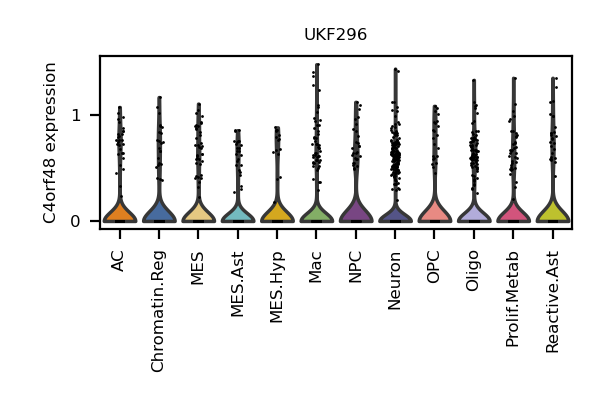 UKF296
C4orf48 expression
1
0
AC
Chromatin.Reg
MES
MES.Ast
MES.Hyp
Mac
NPC
Neuron
OPC
Oligo
Prolif.Metab
Reactive.Ast